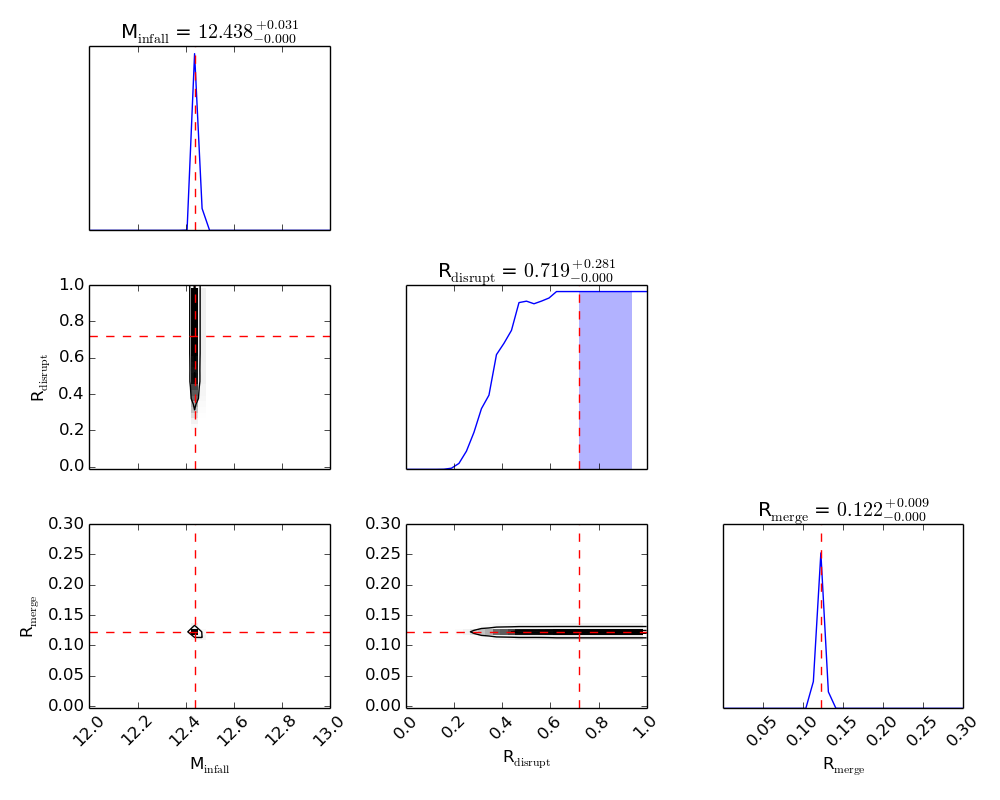 M_infall = 12.438^{+0.031}_{-0.000}
R_disrupt = 0.719^{+0.281}_{-0.000}
1.0
0.8
0.6
0.4
0.2
0.0
R_disrupt
R_merge = 0.122^{+0.009}_{-0.000}
0.30
0.25
0.20
0.15
0.10
0.05
0.00
R_merge
0.30
0.25
0.20
0.15
0.10
0.05
0.00
12.0 12.2 12.4 12.6 12.8 13.0
M_infall
0.0 0.2 0.4 0.6 0.8 1.0
R_disrupt
0.05 0.10 0.15 0.20 0.25 0.30
R_merge